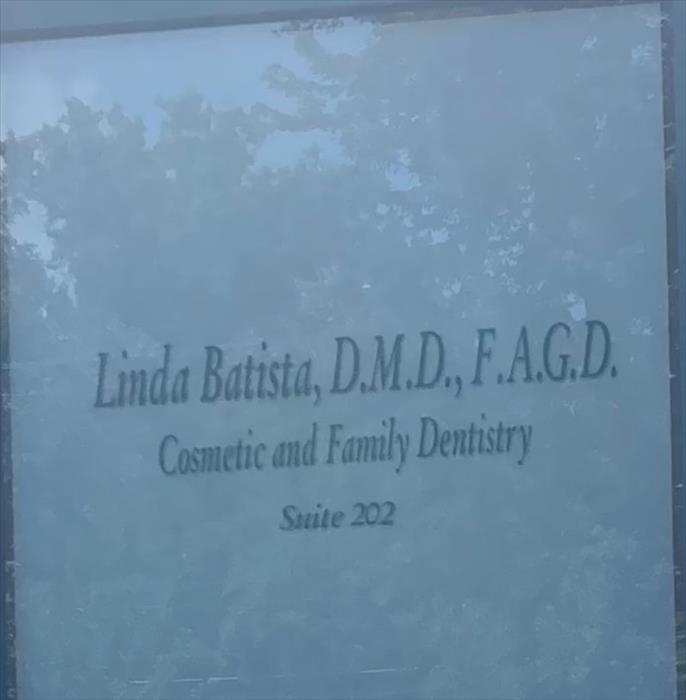 Linda Batista, D.M.D., F.A.G.D.
Cosmetic and Family Dentistry
Suite 202